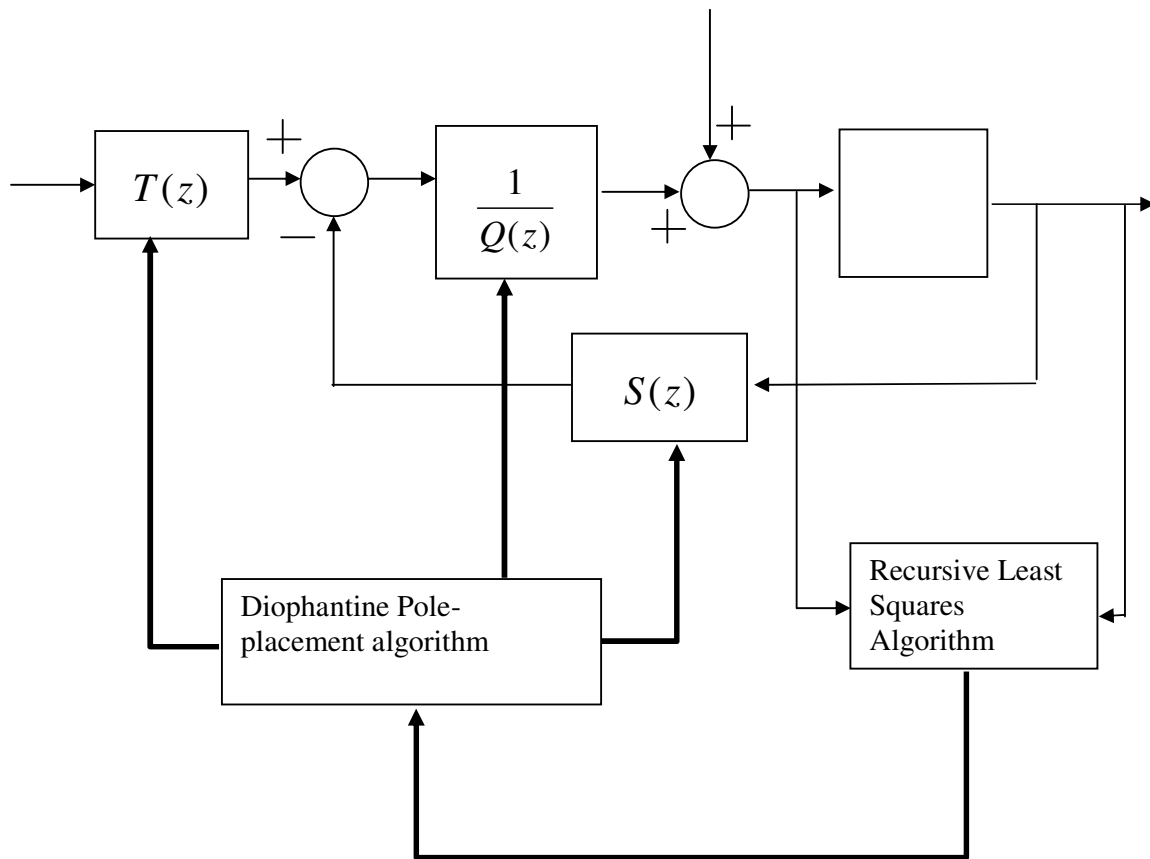 +
+
T(z)
1
Q(z)
−
+
S(z)
Recursive Least
Squares
Algorithm
Diophantine Pole-
placement algorithm